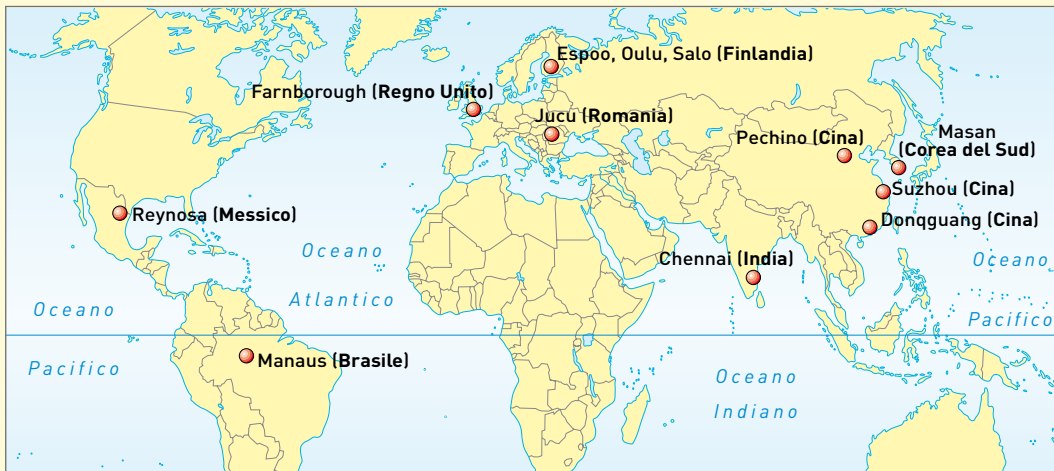 Espoo, Oulu, Salo (Finlandia)
Farnborough (Regno Unito)
Jucu (Romania)
Pechino (Cina)
Masan
(Corea del Sud)
Suzhou (Cina)
Reynosa (Messico)
Donqguang (Cina)
Oceano
Atlantico
Chennai (India)
Oceano
Pacifico
Oceano
Pacifico
Manaus (Brasile)
Oceano
Indiano